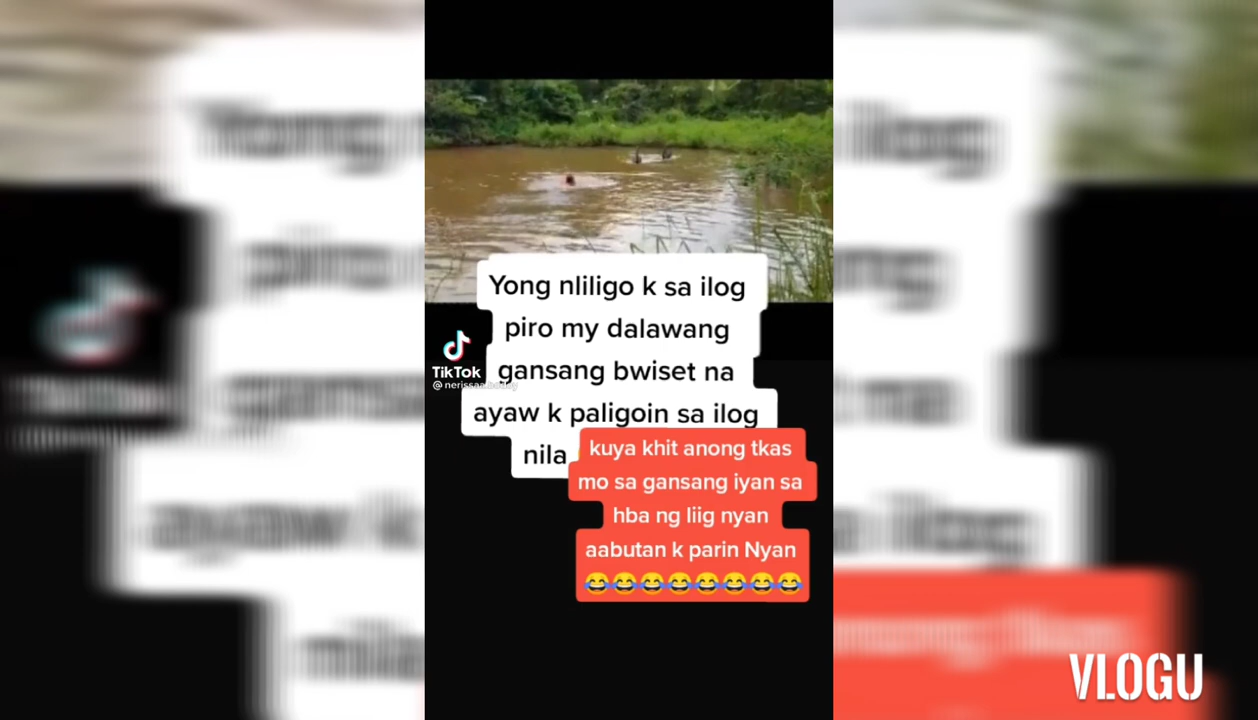 Yong nliligo k sa ilog
piro my dalawang
gansang bwiset na
ayaw k paligoin sa ilog
nila
kuya khit anong tkas
mo sa gansang iyan sa
hba ng liig nyan
aabutan k parin Nyan
😂😂😂😂😂😂😂😂
TikTok
VLOGU